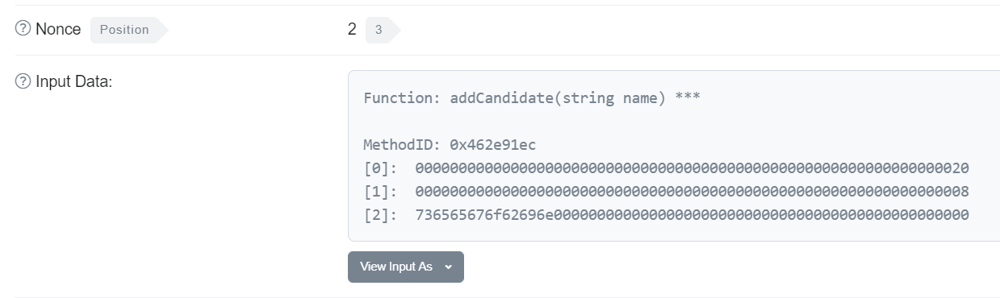 Nonce Position 2 3
Input Data:
Function: addCandidate(string name) ***
MethodID: 0x462e91ec
[0]: 0000000000000000000000000000000000000000000000000000000000000020
[1]: 0000000000000000000000000000000000000000000000000000000000000008
[2]: 736565676f62696e000000000000000000000000000000000000000000000000
View Input As